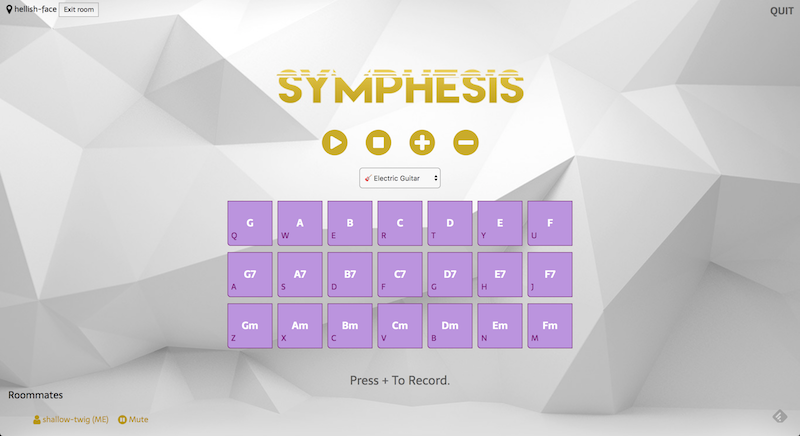 hellish-face Exit room
QUIT
SYMPHESIS
Electric Guitar
G A B C D E F
Q W E R T Y U
G7 A7 B7 C7 D7 E7 F7
A S D F G H J
Gm Am Bm Cm Dm Em Fm
Z X C V B N M
Press + To Record.
Roommates
shallow-twig (ME) Mute